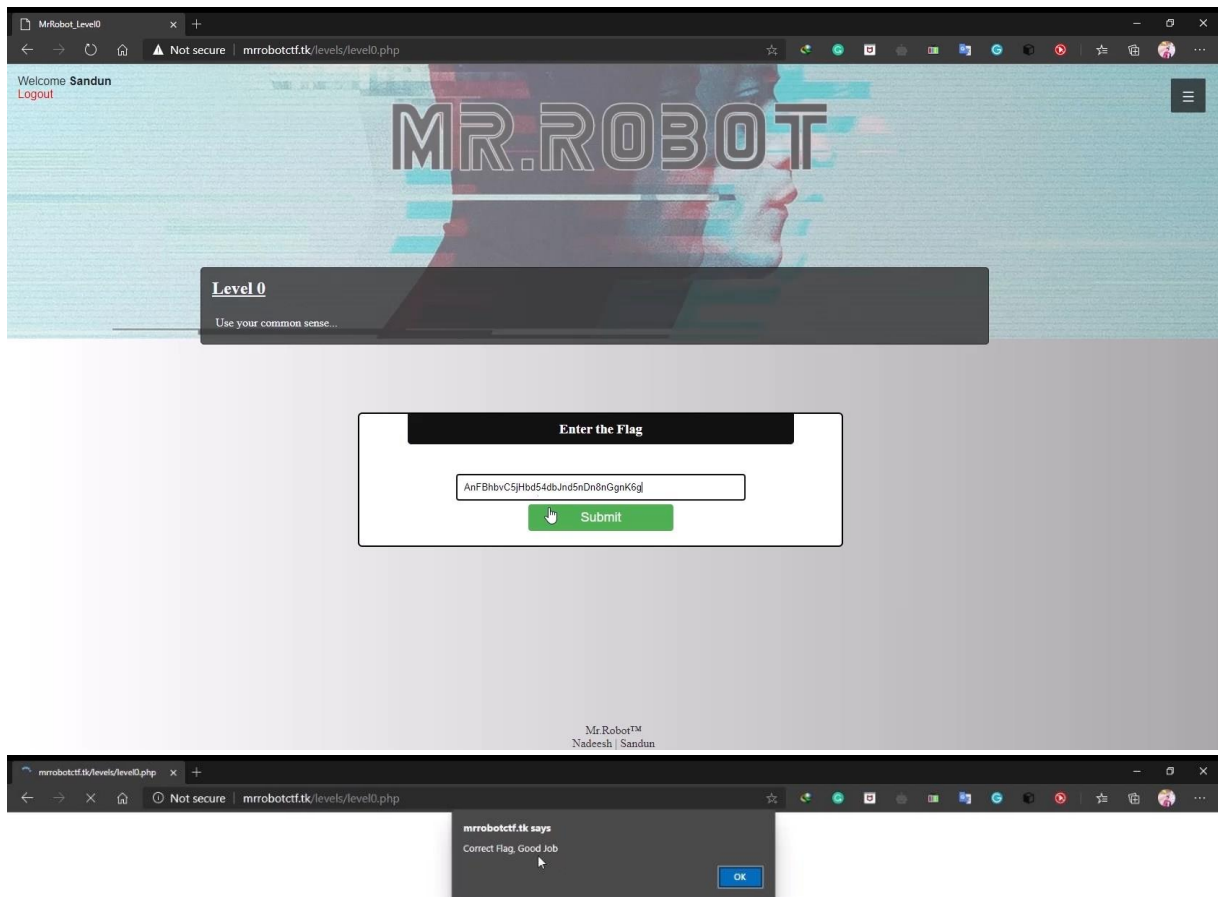 MrRobot_Level0
Not secure | mrrobotctf.tk/levels/level0.php
Welcome Sandun
Logout
MR.ROBOT
Level 0
Use your common sense...
Enter the Flag
AnFBhbvC5jHbd54dbJnd5nDn8nGgnK6g
Submit
Mr.Robot™
Nadeesh | Sandun
mrrobotctf.tk/levels/level0.php
Not secure | mrrobotctf.tk/levels/level0.php
mrrobotctf.tk says
Correct Flag, Good Job
OK